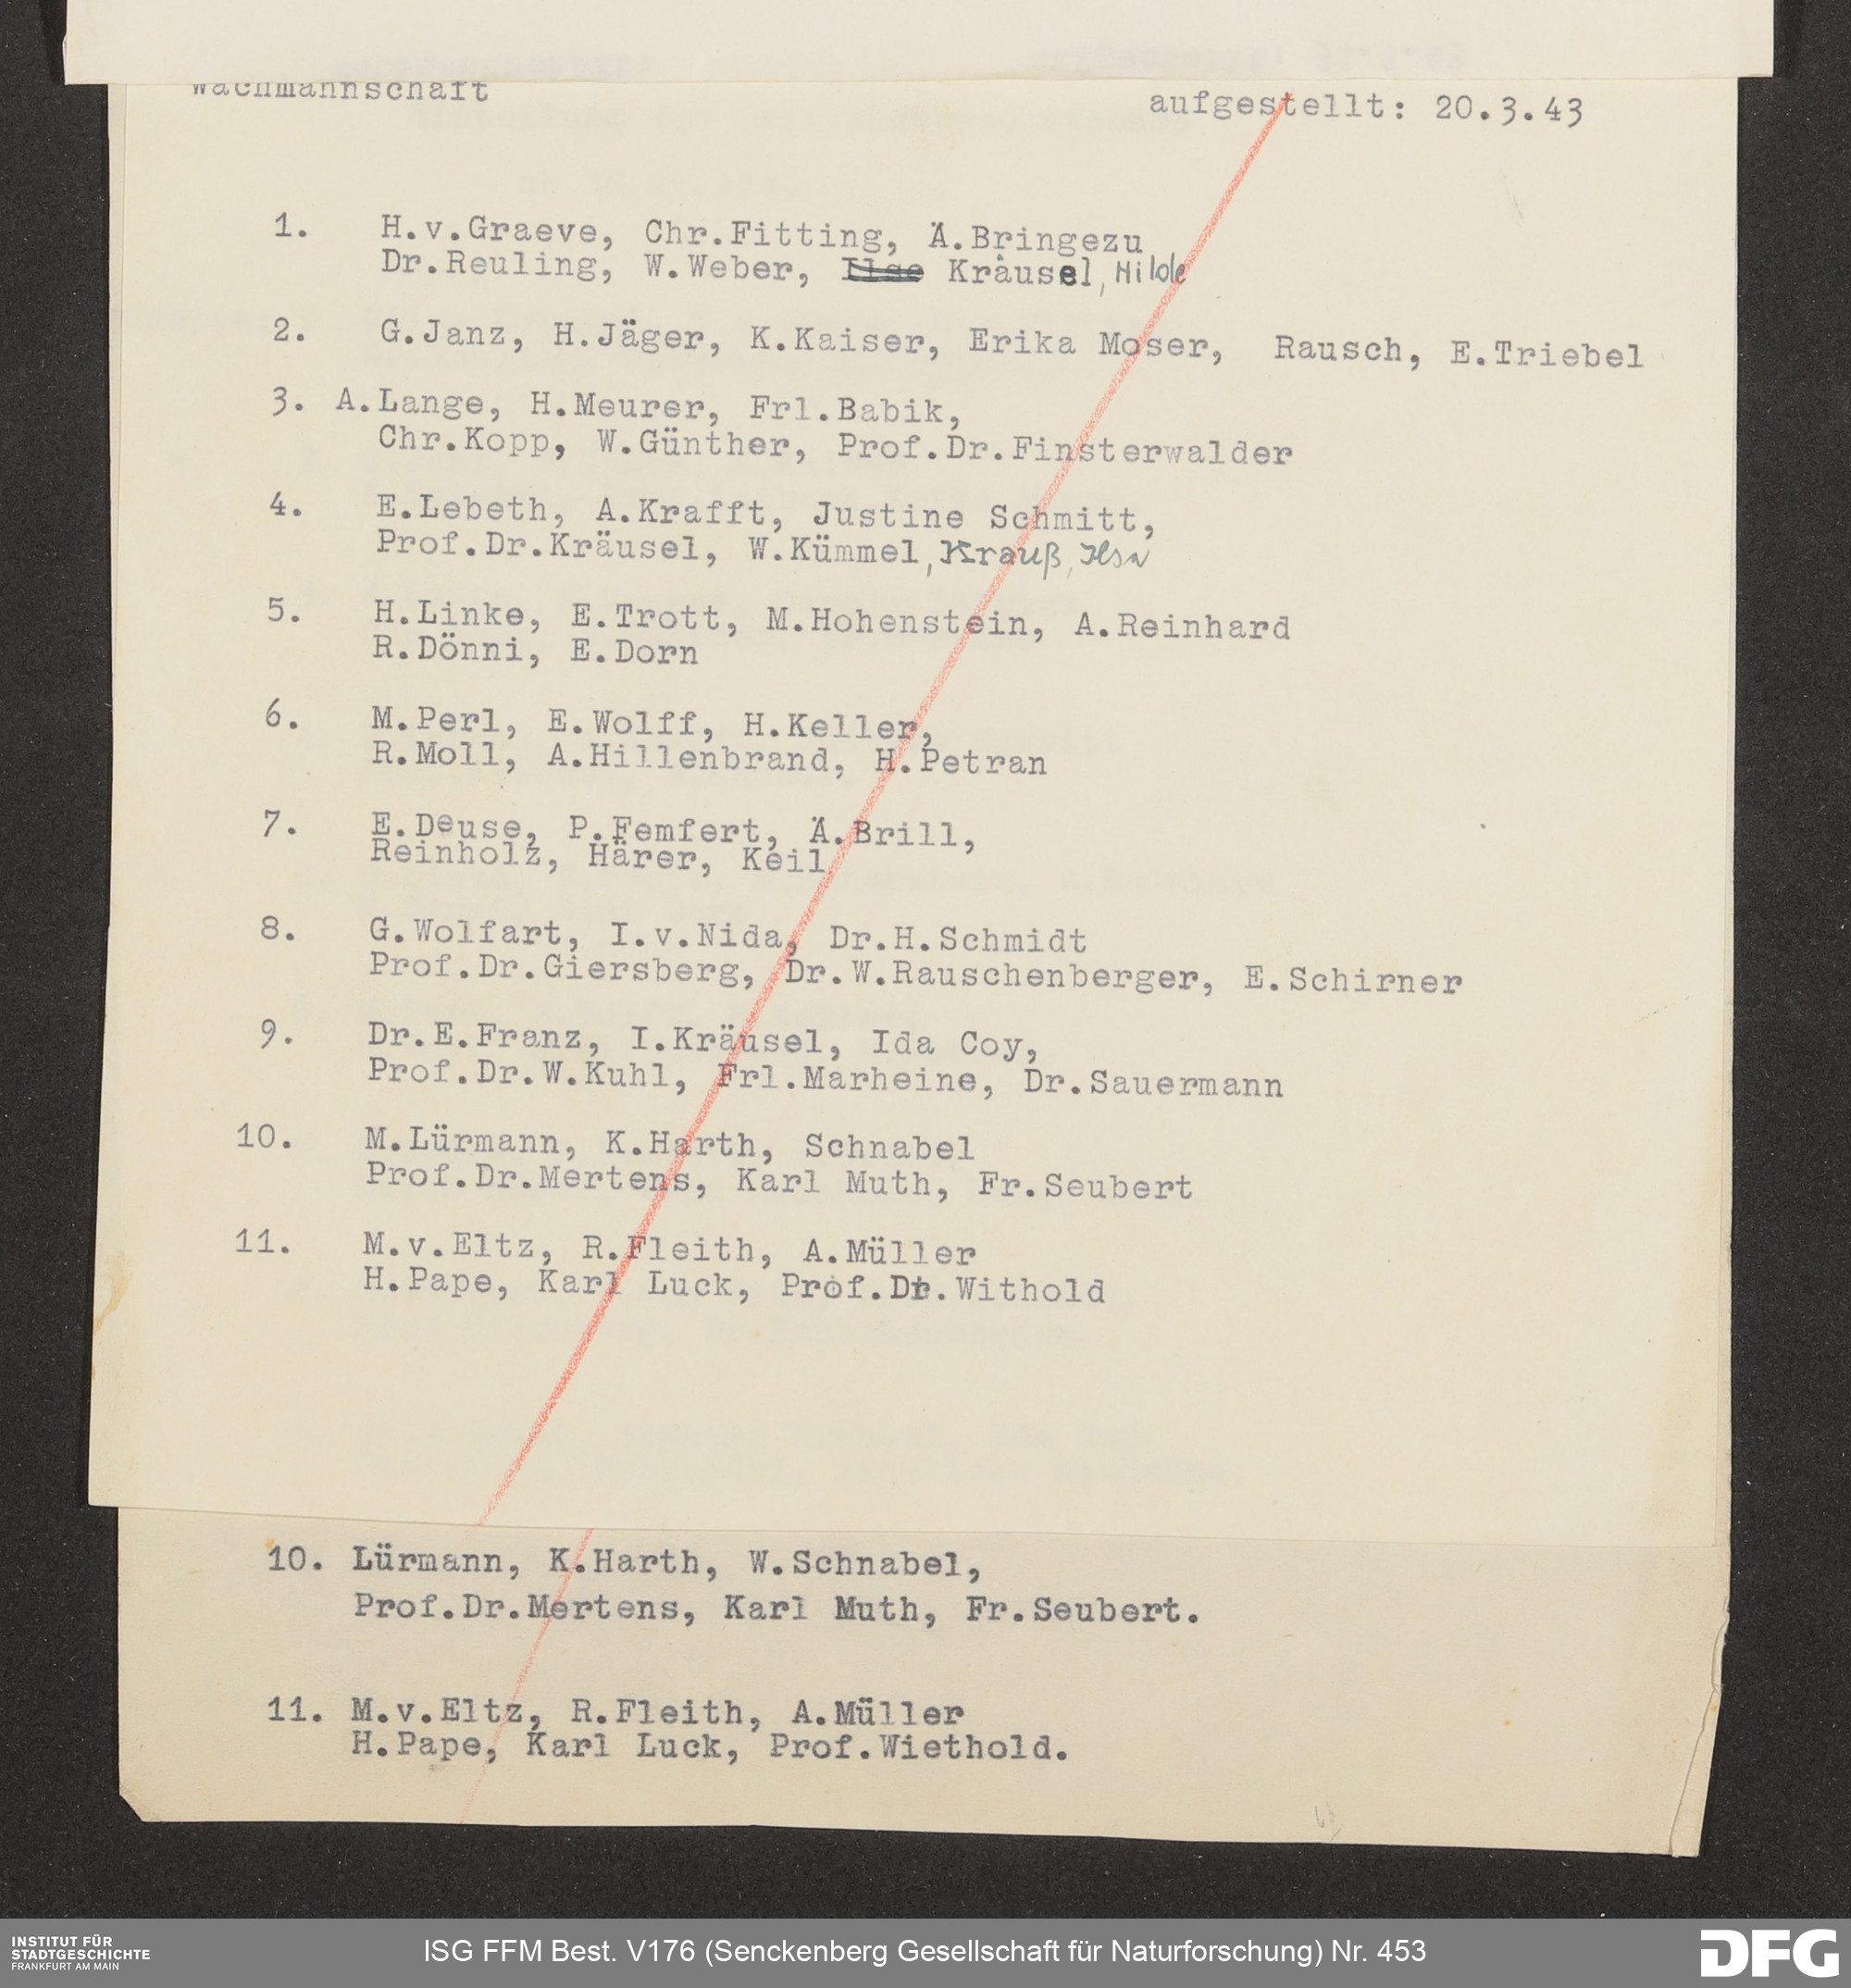 Wachmannschaft
aufgestellt: 20.3.43
1. H.v.Graeve, Chr.Fitting, Ä.Bringezu
Dr.Reuling, W.Weber, Ilse Kräusel, Hilde
2. G.Janz, H.Jäger, K.Kaiser, Erika Moser, Rausch, E.Triebel
3. A.Lange, H.Meurer, Frl.Babik,
Chr.Kopp, W.Günther, Prof.Dr.Finsterwalder
4. E.Lebeth, A.Krafft, Justine Schmitt,
Prof.Dr.Kräusel, W.Kümmel, Krauß, Ilse
5. H.Linke, E.Trott, M.Hohenstein, A.Reinhard
R.Dönni, E.Dorn
6. M.Perl, E.Wolff, H.Keller,
R.Moll, A.Hillenbrand, H.Petran
7. E.Deuse, P.Femfert, Ä.Brill,
Reinholz, Härer, Keil
8. G.Wolfart, I.v.Nida, Dr.H.Schmidt
Prof.Dr.Giersberg, Dr.W.Rauschenberger, E.Schirner
9. Dr.E.Franz, I.Kräusel, Ida Coy,
Prof.Dr.W.Kuhl, Frl.Marheine, Dr.Sauermann
10. M.Lürmann, K.Harth, Schnabel
Prof.Dr.Mertens, Karl Muth, Fr.Seubert
11. M.v.Eltz, R.Fleith, A.Müller
H.Pape, Karl Luck, Prof.Dr.Withold
10. Lürmann, K.Harth, W.Schnabel,
Prof.Dr.Mertens, Karl Muth, Fr.Seubert.
11. M.v.Eltz, R.Fleith, A.Müller
H.Pape, Karl Luck, Prof.Wiethold.
INSTITUT FÜR
STADTGESCHICHTE
FRANKFURT AM MAIN
ISG FFM Best. V176 (Senckenberg Gesellschaft für Naturforschung) Nr. 453
DFG